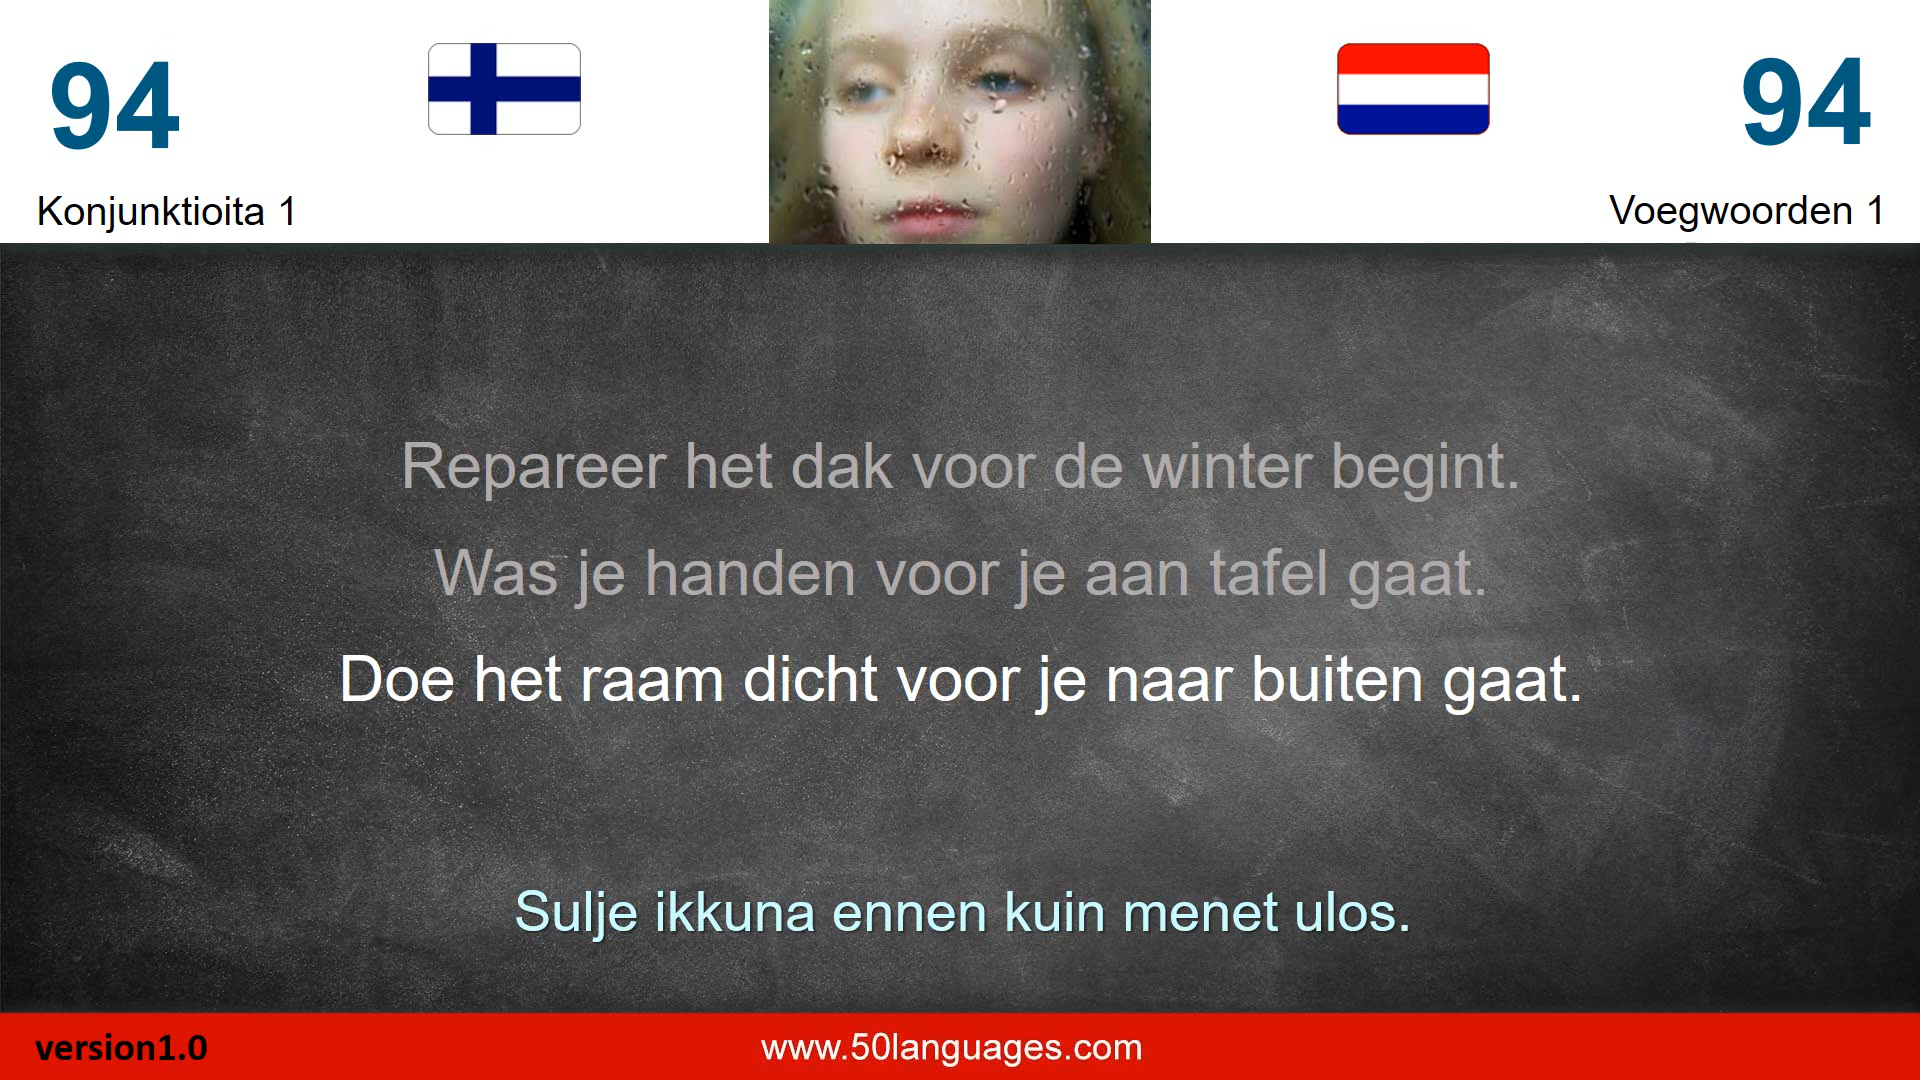 94
94
Konjunktioita 1
Voegwoorden 1
Repareer het dak voor de winter begint.
Was je handen voor je aan tafel gaat.
Doe het raam dicht voor je naar buiten gaat.
Sulje ikkuna ennen kuin menet ulos.
version1.0
www.50languages.com